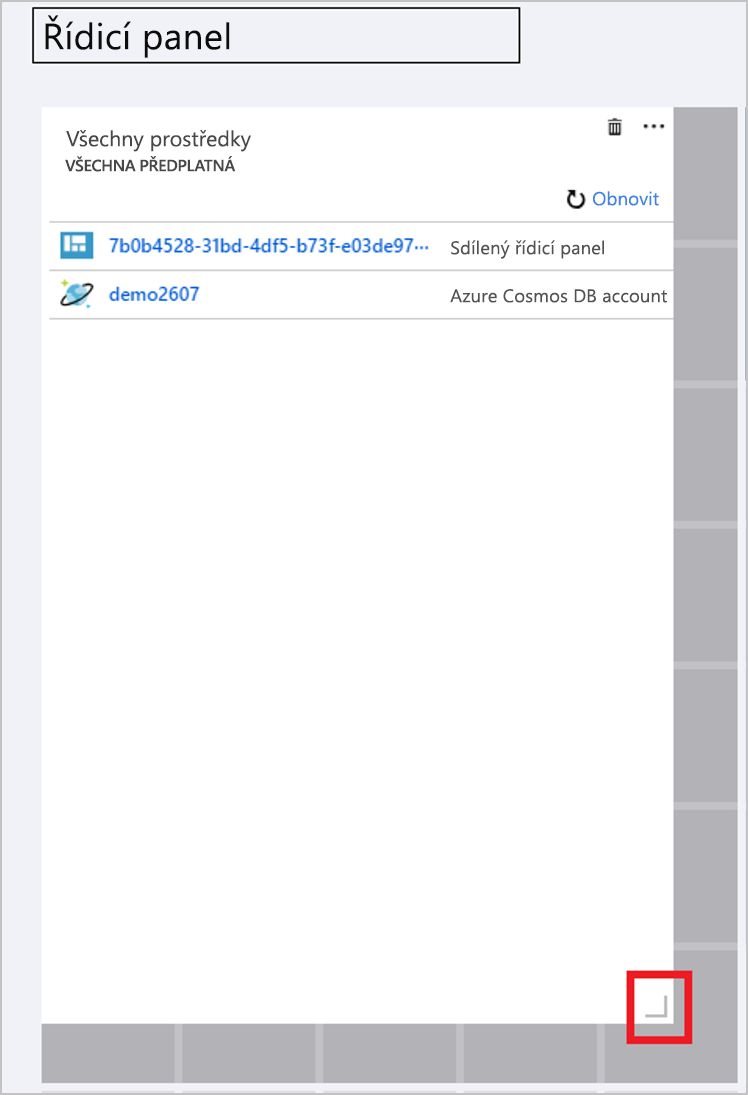 Řídicí panel
Všechny prostředky
VŠECHNA PŘEDPLATNÁ
Obnovit
7b0b4528-31bd-4df5-b73f-e03de97··· Sdílený řídicí panel
demo2607 Azure Cosmos DB account